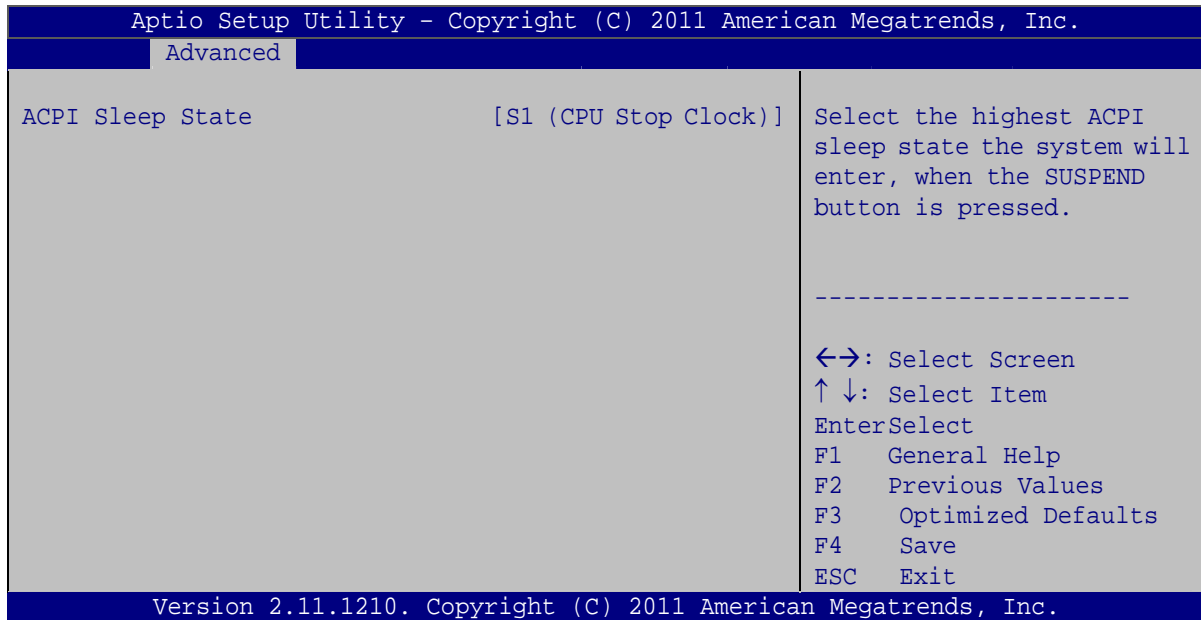 Aptio Setup Utility – Copyright (C) 2011 American Megatrends, Inc.
Advanced
ACPI Sleep State [S1 (CPU Stop Clock)]
Select the highest ACPI
sleep state the system will
enter, when the SUSPEND
button is pressed.
----------------------
←→: Select Screen
↑ ↓: Select Item
EnterSelect
F1 General Help
F2 Previous Values
F3 Optimized Defaults
F4 Save
ESC Exit
Version 2.11.1210. Copyright (C) 2011 American Megatrends, Inc.